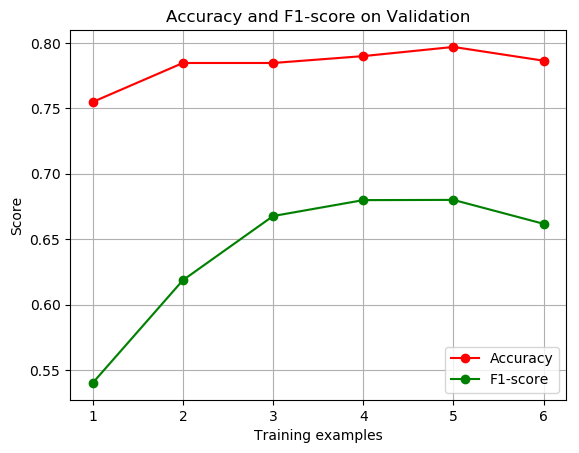 Accuracy and F1-score on Validation
0.80
0.75
0.70
0.65
0.60
0.55
Score
1 2 3 4 5 6
Training examples
Accuracy
F1-score